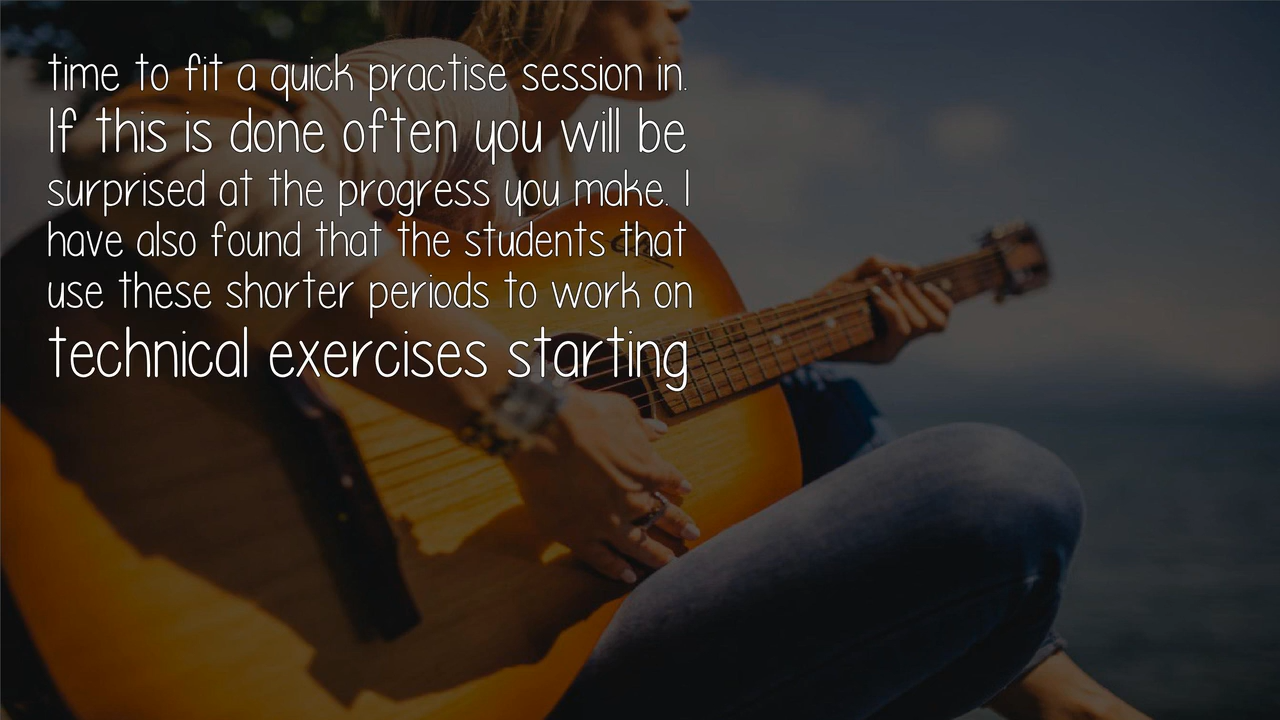 time to fit a quick practise session in.
If this is done often you will be
surprised at the progress you make. I
have also found that the students that
use these shorter periods to work on
technical exercises starting